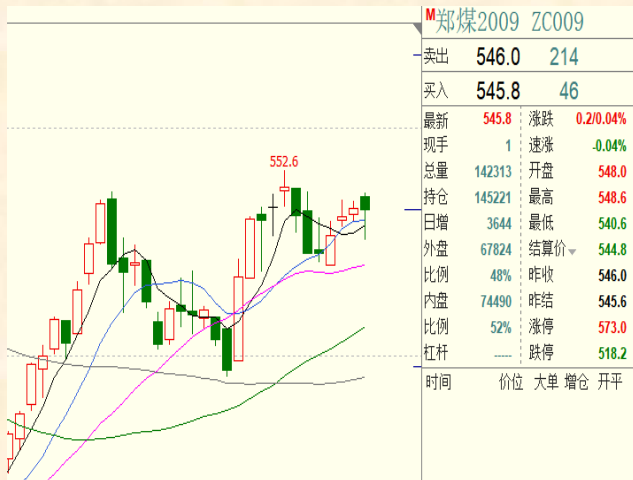 M郑煤2009 ZC009
卖出 546.0 214
买入 545.8 46
最新 545.8 涨跌 0.2/0.04%
现手 1 速涨 -0.04%
总量 142313 开盘 548.0
持仓 145221 最高 548.6
日增 3644 最低 540.6
外盘 67824 结算价 544.8
比例 48% 昨收 546.0
内盘 74490 昨结 545.6
比例 52% 涨停 573.0
杠杆 ----- 跌停 518.2
时间 价位 大单 增仓 开平
552.6